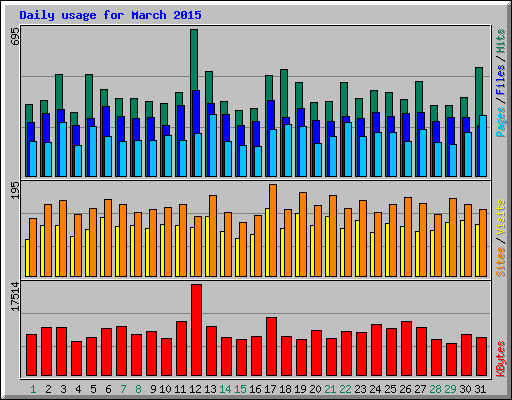 Daily usage for March 2015
695
Pages / Files / Hits
195
Sites / Visits
17514
KBytes
1 2 3 4 5 6 7 8 9 10 11 12 13 14 15 16 17 18 19 20 21 22 23 24 25 26 27 28 29 30 31